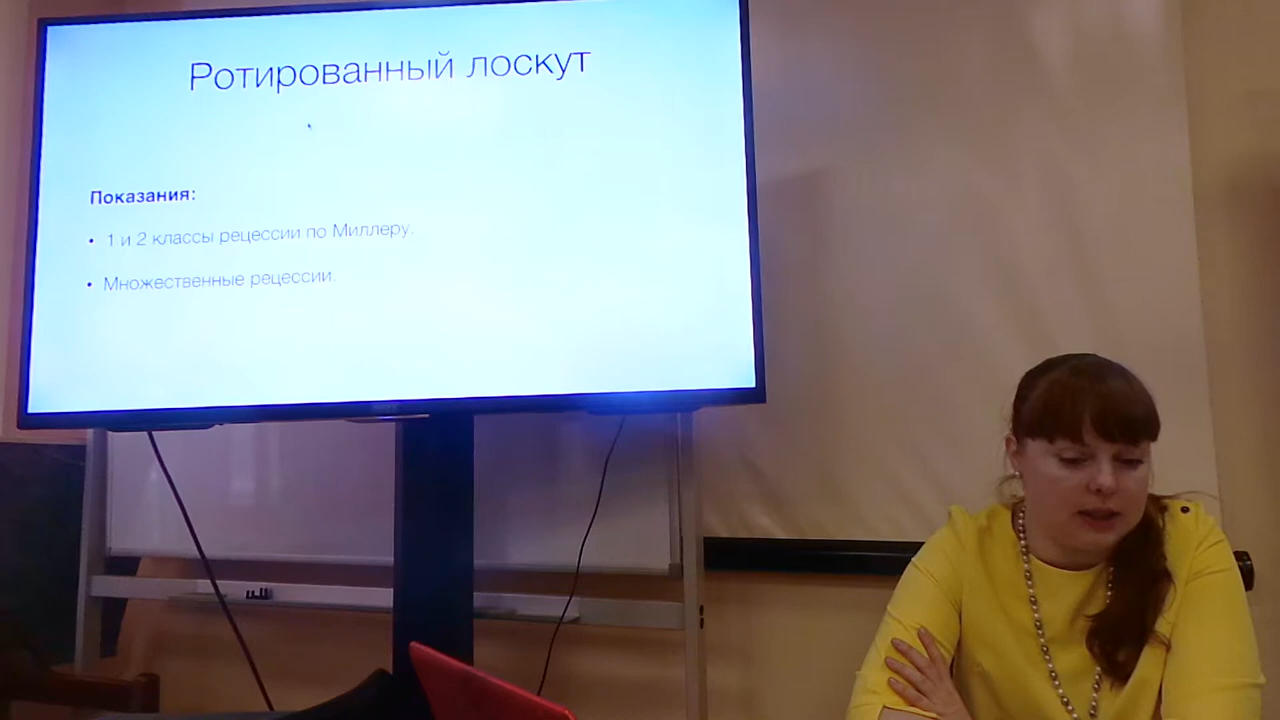 Ротированный лоскут
Показания:
• 1 и 2 классы рецессии по Миллеру.
• Множественные рецессии.